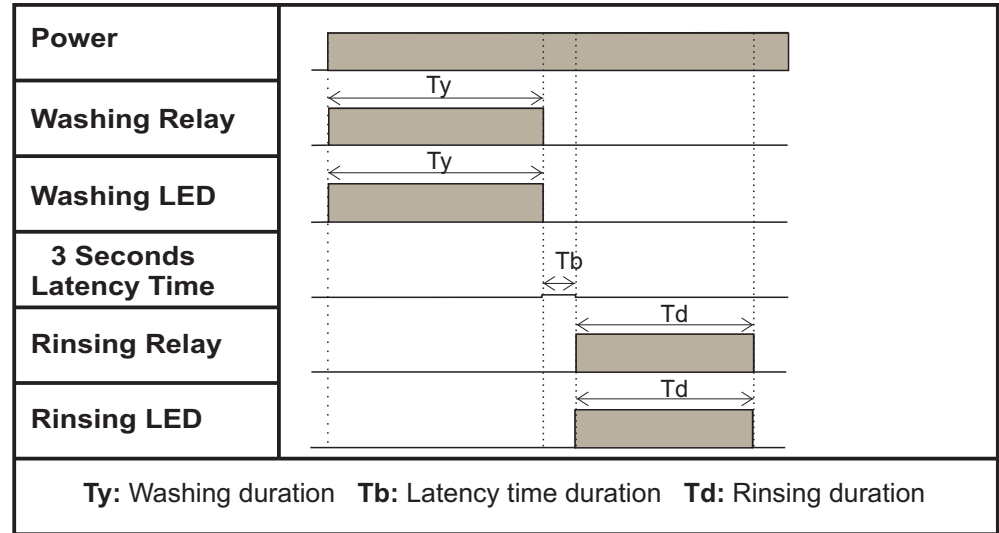 Power
Ty
Washing Relay
Ty
Washing LED
3 Seconds
Latency Time
Tb
Td
Rinsing Relay
Td
Rinsing LED
Ty: Washing duration Tb: Latency time duration Td: Rinsing duration